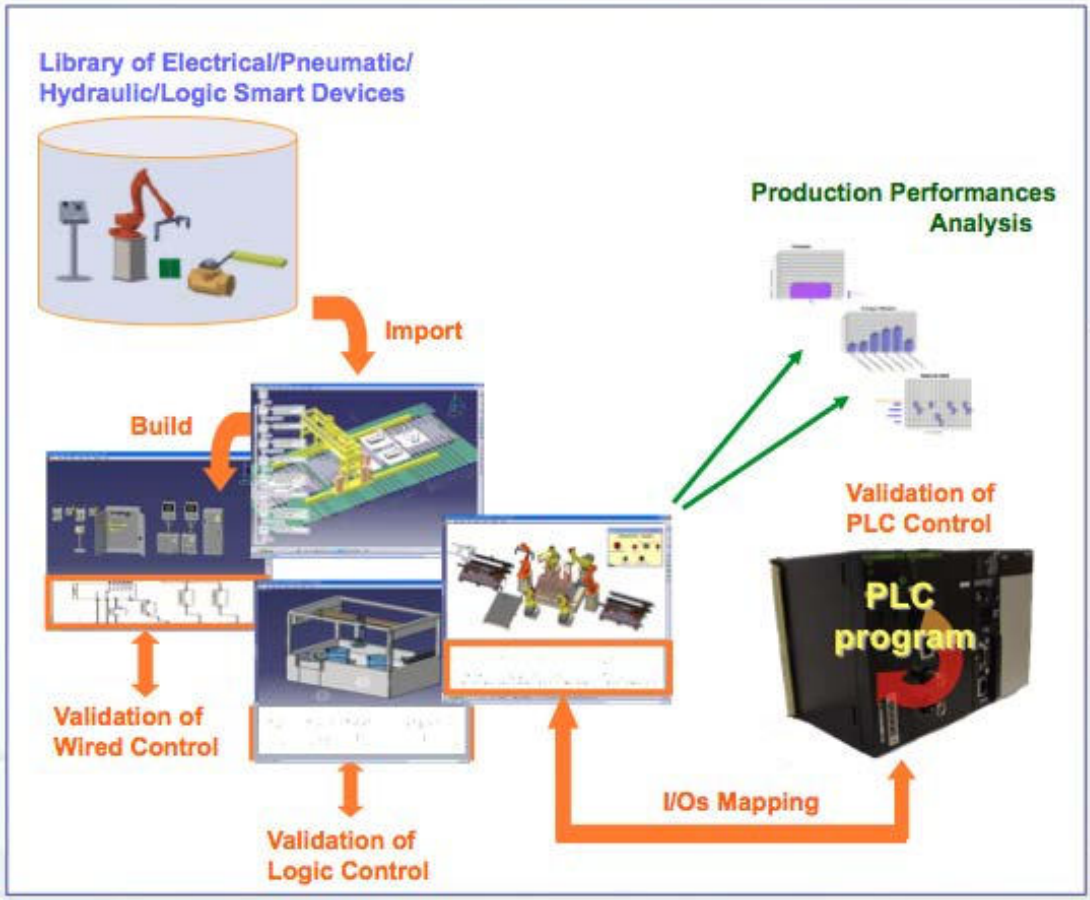 Library of Electrical/Pneumatic/
Hydraulic/Logic Smart Devices
Production Performances
Analysis
Import
Build
Validation of
PLC Control
PLC
program
Validation of
Wired Control
I/Os Mapping
Validation of
Logic Control